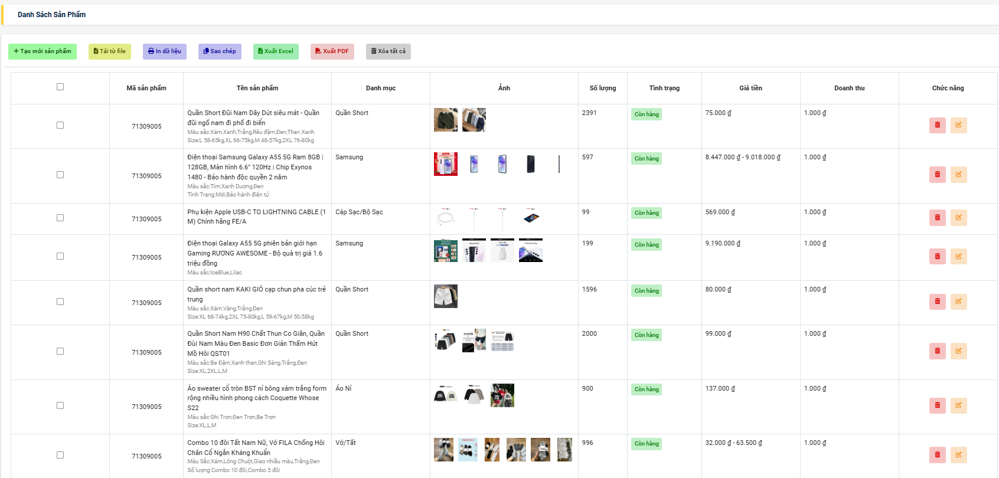 Danh Sách Sản Phẩm
Tạo mới sản phẩm Tải từ file In dữ liệu Sao chép Xuất Excel Xuất PDF Xóa tất cả
Mã sản phẩm Tên sản phẩm Danh mục Ảnh Số lượng Tình trạng Giá tiền Doanh thu Chức năng
71309005
Quần Short Đũi Nam Dây Dút siêu mát - Quần
đũi ngố nam đi phố đi biển
Màu sắc:Xám,Xanh,Trắng,Rêu đậm,Đen,Than Xanh
Size:L 58-65kg,XL 66-75kg,M 48-57kg,2XL 76-80kg
Quần Short
2391
Còn hàng
75.000 ₫
1.000 ₫
71309005
Điện thoại Samsung Galaxy A55 5G Ram 8GB |
128GB, Màn hình 6.6" 120Hz | Chip Exynos
1480 - Bảo hành độc quyền 2 năm
Màu sắc:Tím,Xanh Dương,Đen
Tình Trạng:Mới,Bảo hành điện tử
Samsung
597
Còn hàng
8.447.000 ₫ - 9.018.000 ₫
1.000 ₫
71309005
Phụ kiện Apple USB-C TO LIGHTNING CABLE (1
M) Chính hãng FE/A
Cáp Sạc/Bộ Sạc
99
Còn hàng
569.000 ₫
1.000 ₫
71309005
Điện thoại Galaxy A55 5G phiên bản giới hạn
Gaming RƯƠNG AWESOME - Bộ quà trị giá 1.6
triệu đồng
Màu sắc:IceBlue,Lilac
Samsung
199
Còn hàng
9.190.000 ₫
1.000 ₫
71309005
Quần short nam KAKI GIÓ cạp chun pha cúc trẻ
trung
Màu sắc:Xám,Vàng,Trắng,Đen
Size:XL 68-74kg,2XL 75-80kg,L 59-67kg,M 50-58kg
Quần Short
1596
Còn hàng
80.000 ₫
1.000 ₫
71309005
Quần Short Nam H90 Chất Thun Co Giãn, Quần
Đùi Nam Màu Đen Basic Đơn Giản Thấm Hút
Mồ Hôi QST01
Màu sắc:Be Đậm,Xanh than,Ghi Sáng,Trắng,Đen
Size:XL,2XL,L,M
Quần Short
2000
Còn hàng
99.000 ₫
1.000 ₫
71309005
Áo sweater cổ tròn BST nỉ bông xám trắng form
rộng nhiều hình phong cách Coquette Whose
S22
Màu sắc:Ghi Trơn,Đen Trơn,Be Trơn
Size:XL,L,M
Áo Nỉ
900
Còn hàng
137.000 ₫
1.000 ₫
71309005
Combo 10 đôi Tất Nam Nữ, Vớ FILA Chống Hôi
Chân Cổ Ngắn Kháng Khuẩn
Màu Sắc:Xám,Lông Chuột,Giao nhiều màu,Trắng,Đen
Số lượng:Combo 10 đôi,Combo 5 đôi
Vớ/Tất
996
Còn hàng
32.000 ₫ - 63.500 ₫
1.000 ₫